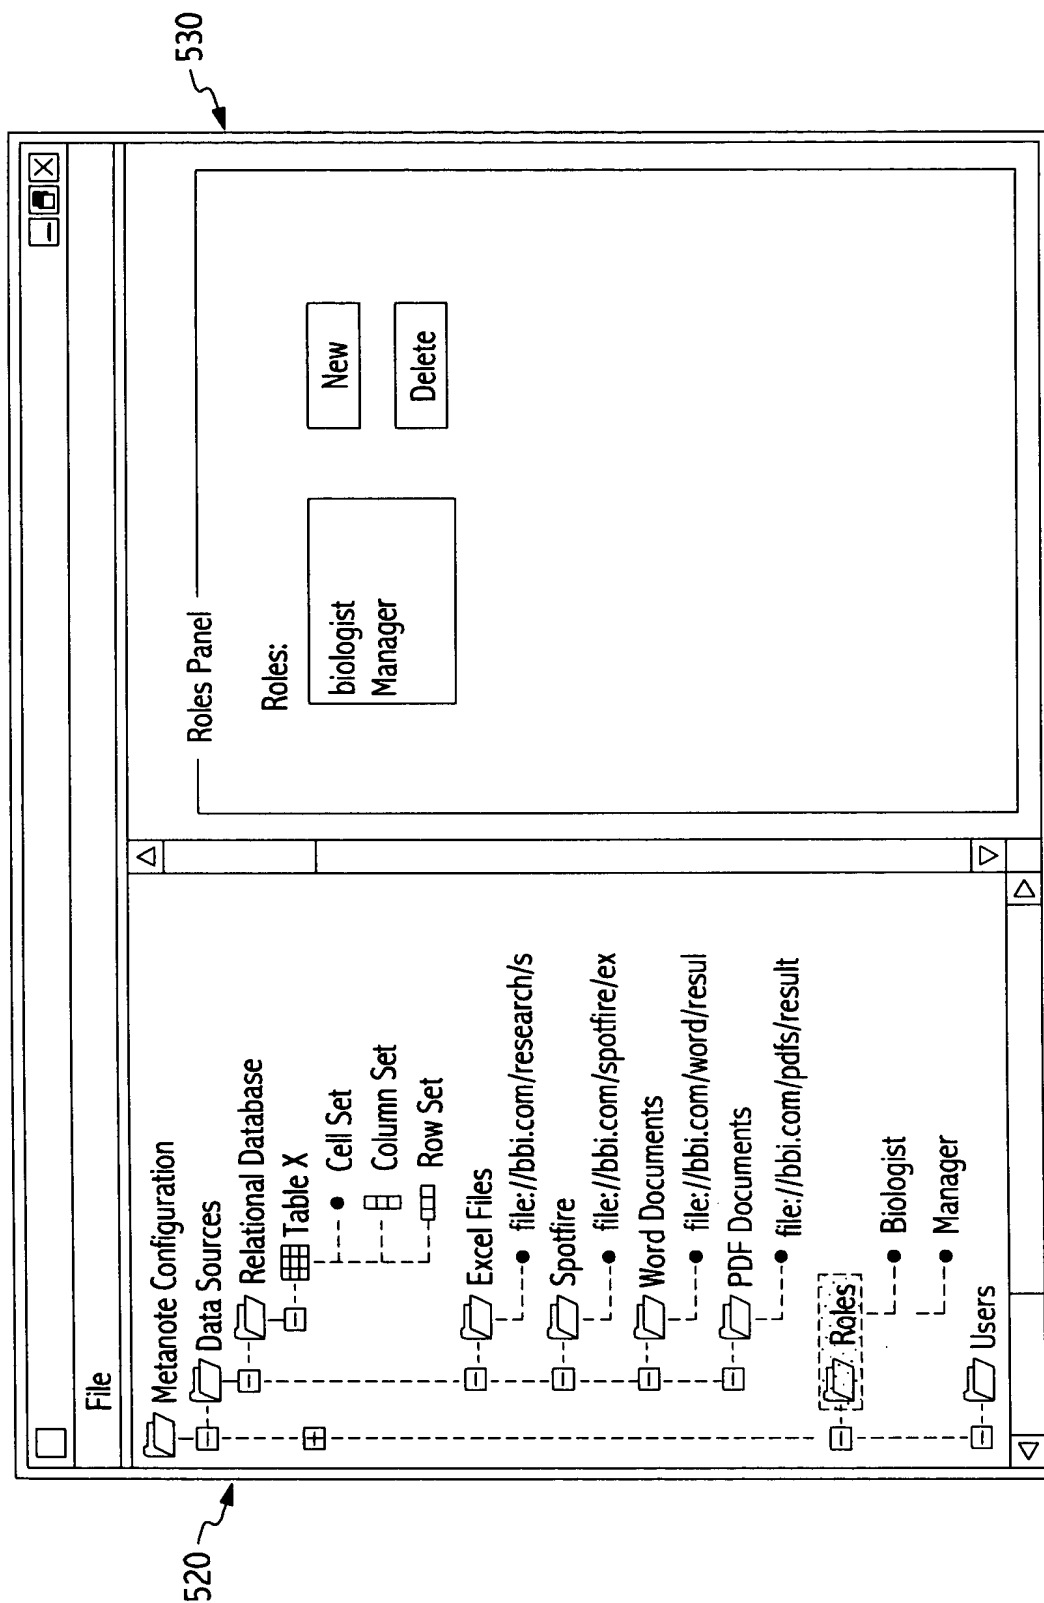 File
Metanote Configuration
Data Sources
Relational Database
Table X
Cell Set
Column Set
Row Set
Excel Files
file://bbi.com/research/s
Spotfire
file://bbi.com/spotfire/ex
Word Documents
file://bbi.com/word/resul
PDF Documents
file://bbi.com/pdfs/result
Roles
Biologist
Manager
Users
Roles Panel
Roles:
biologist
Manager
New
Delete
520
530